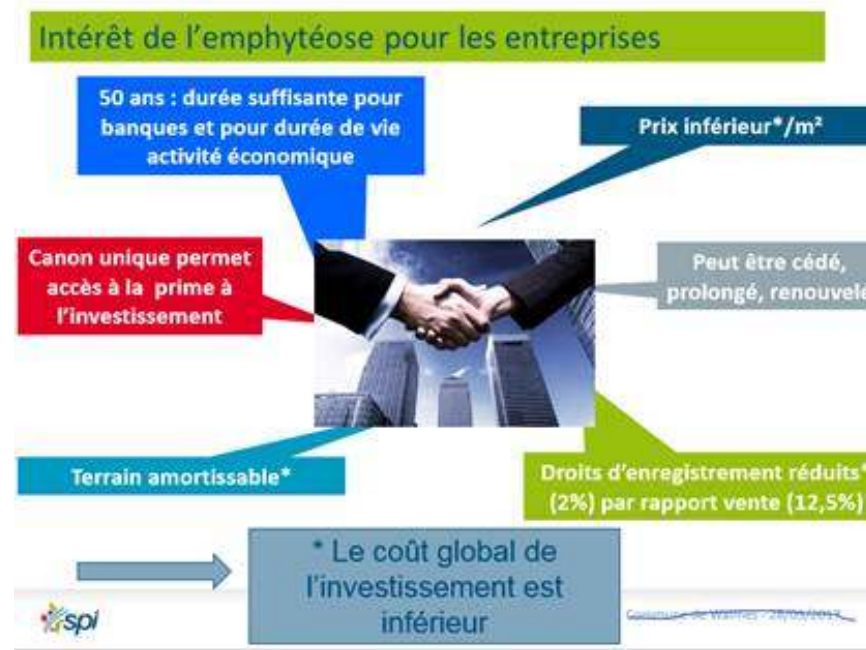 Intérêt de l'emphytéose pour les entreprises
50 ans : durée suffisante pour
banques et pour durée de vie
activité économique
Prix inférieur*/m²
Canon unique permet
accès à la prime à
l'investissement
Peut être cédé,
prolongé, renouvelé
Terrain amortissable*
Droits d'enregistrement réduits*
(2%) par rapport vente (12,5%)
* Le coût global de
l'investissement est
inférieur
spi
Commune de